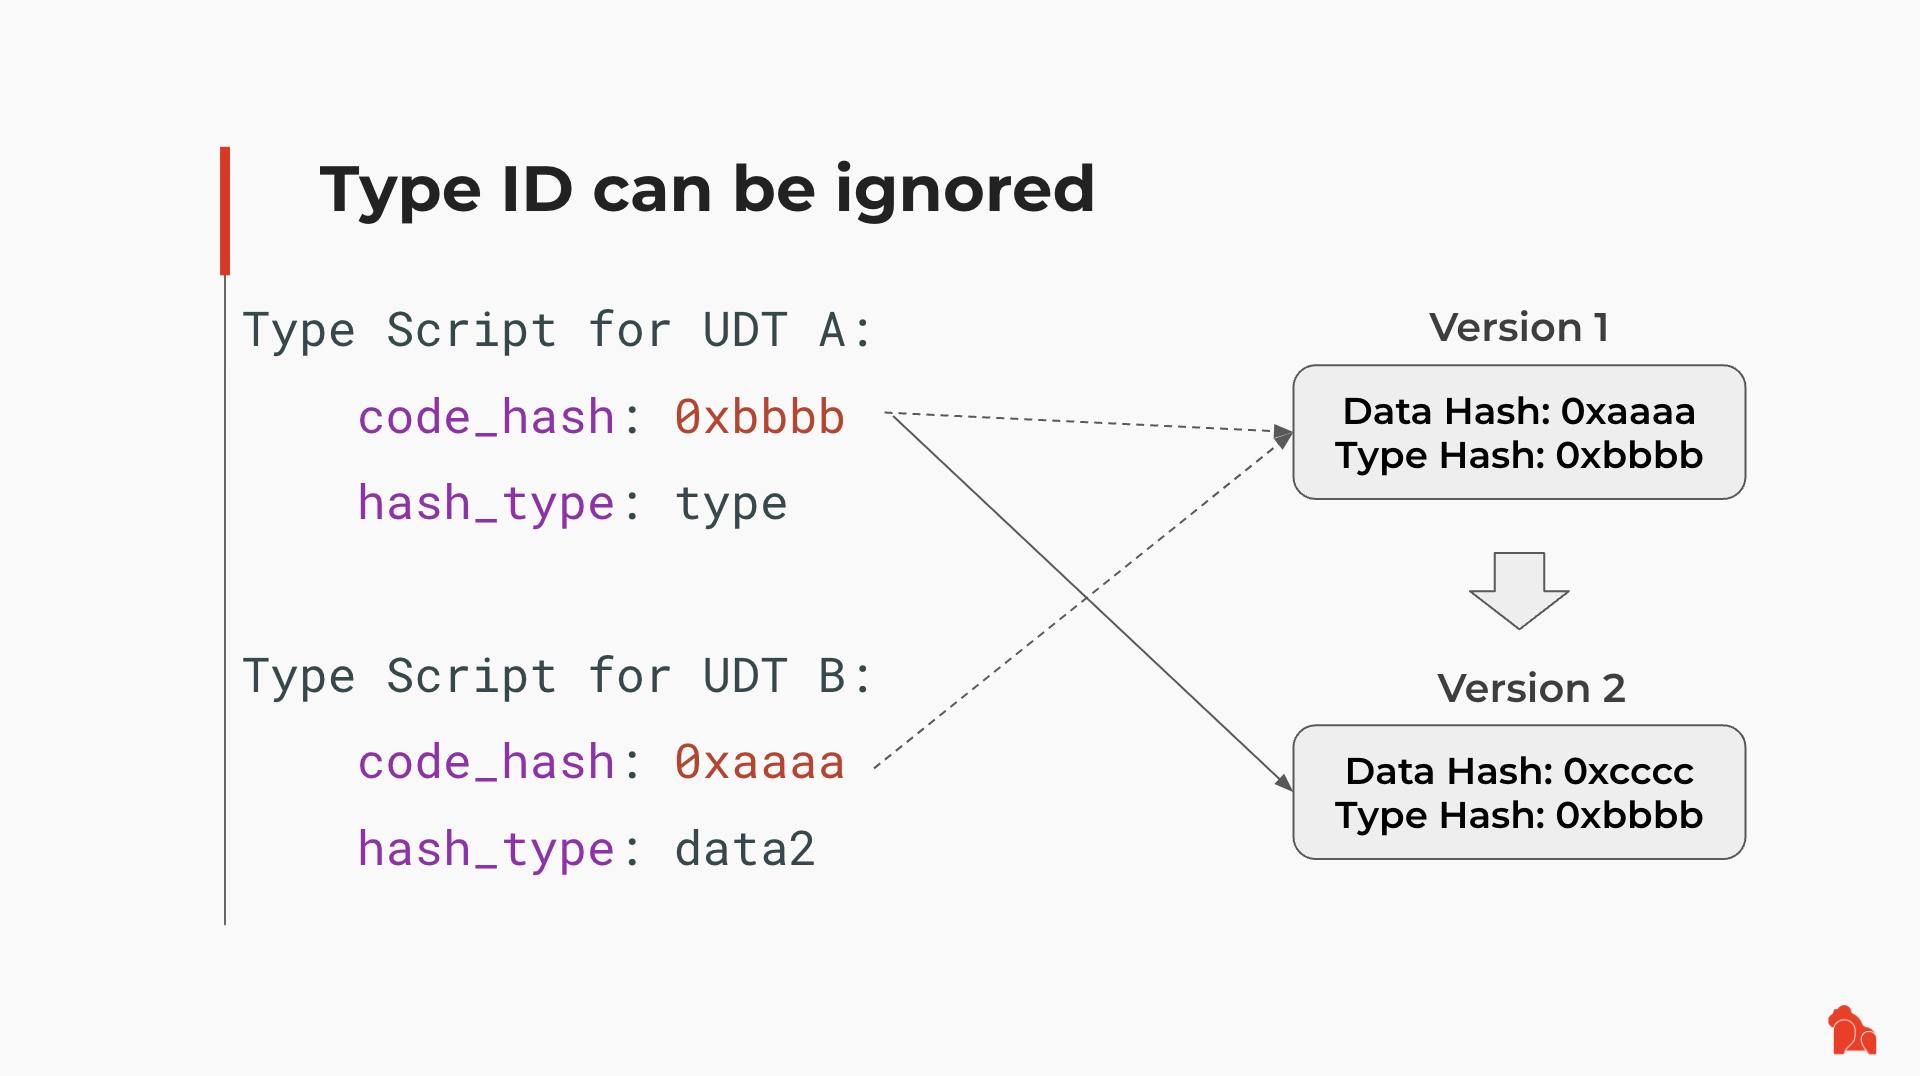 Type ID can be ignored
Type Script for UDT A:
code_hash: 0xbbbb
hash_type: type
Type Script for UDT B:
code_hash: 0xaaaa
hash_type: data2
Version 1
Data Hash: 0xaaaa
Type Hash: 0xbbbb
Version 2
Data Hash: 0xcccc
Type Hash: 0xbbbb